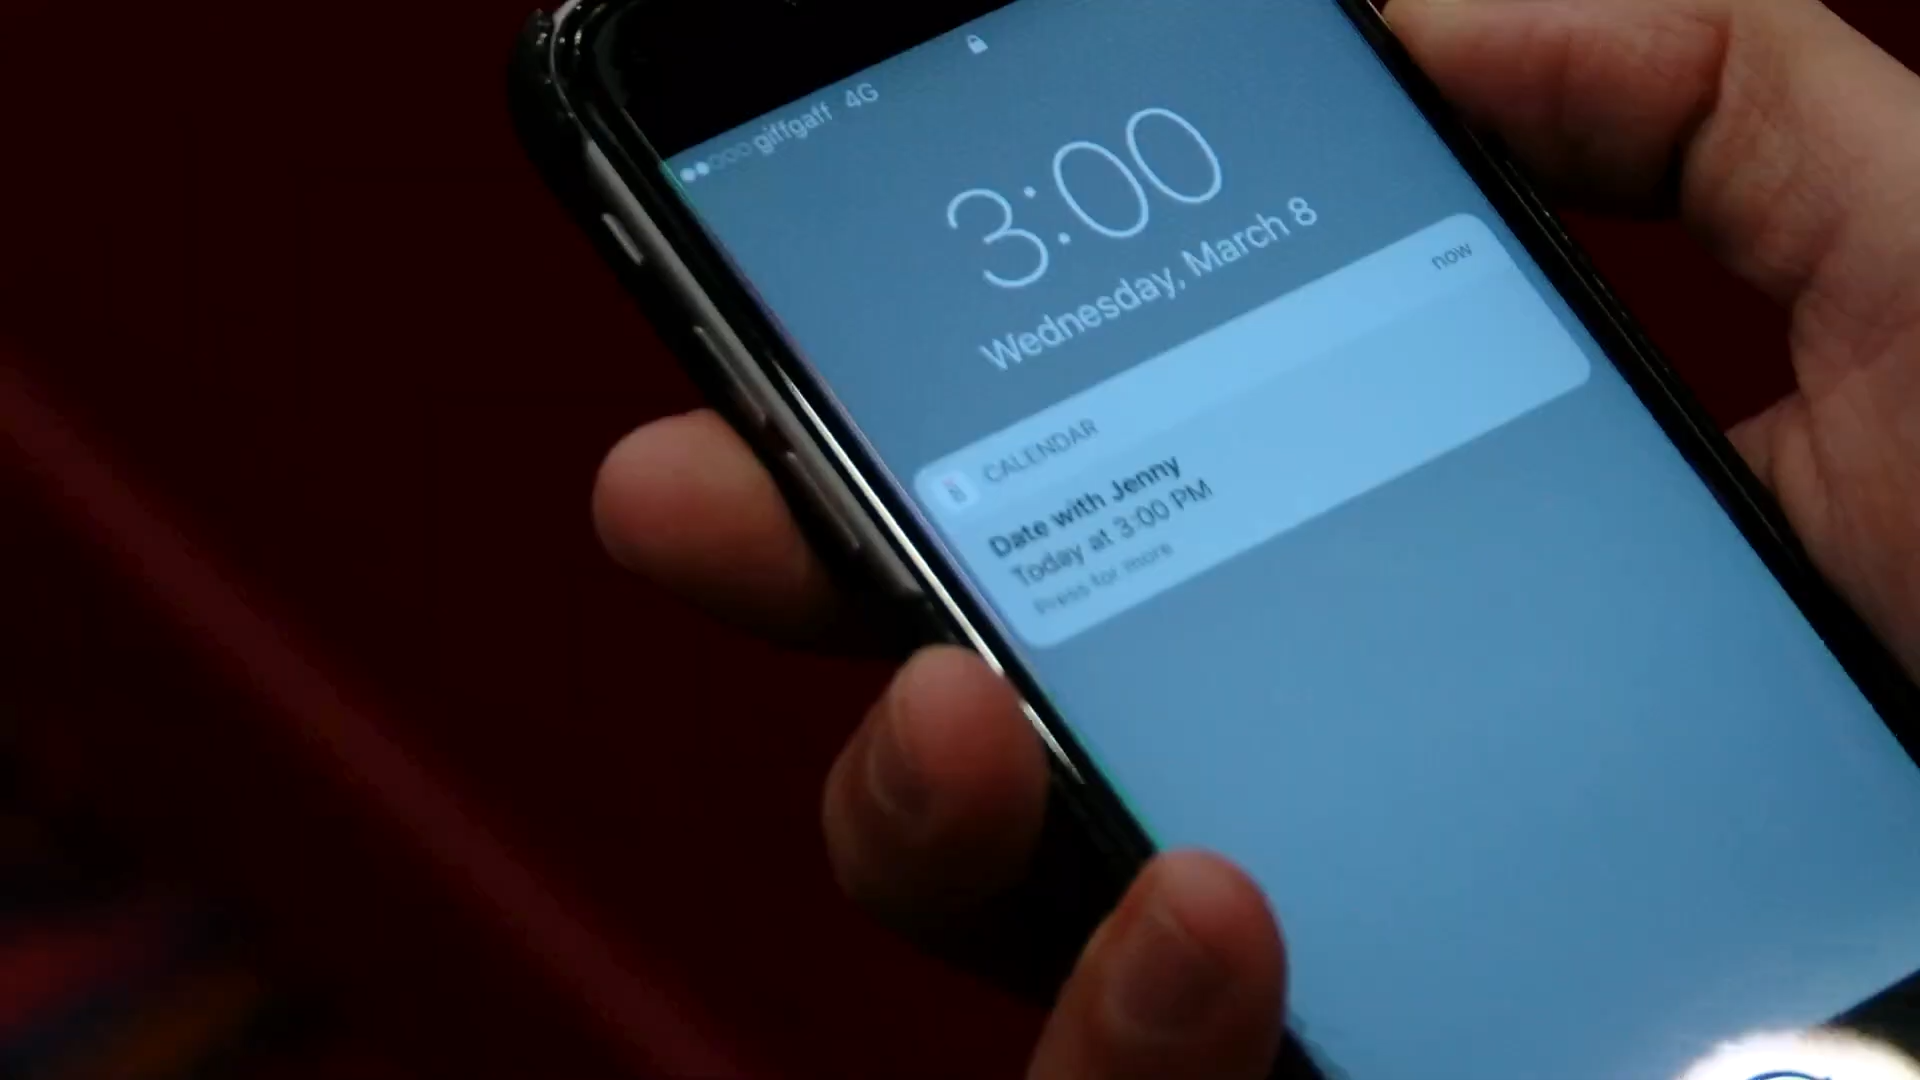 giffgaff 4G
3:00
Wednesday, March 8
CALENDAR
now
Date with Jenny
Today at 3:00 PM
Press for more